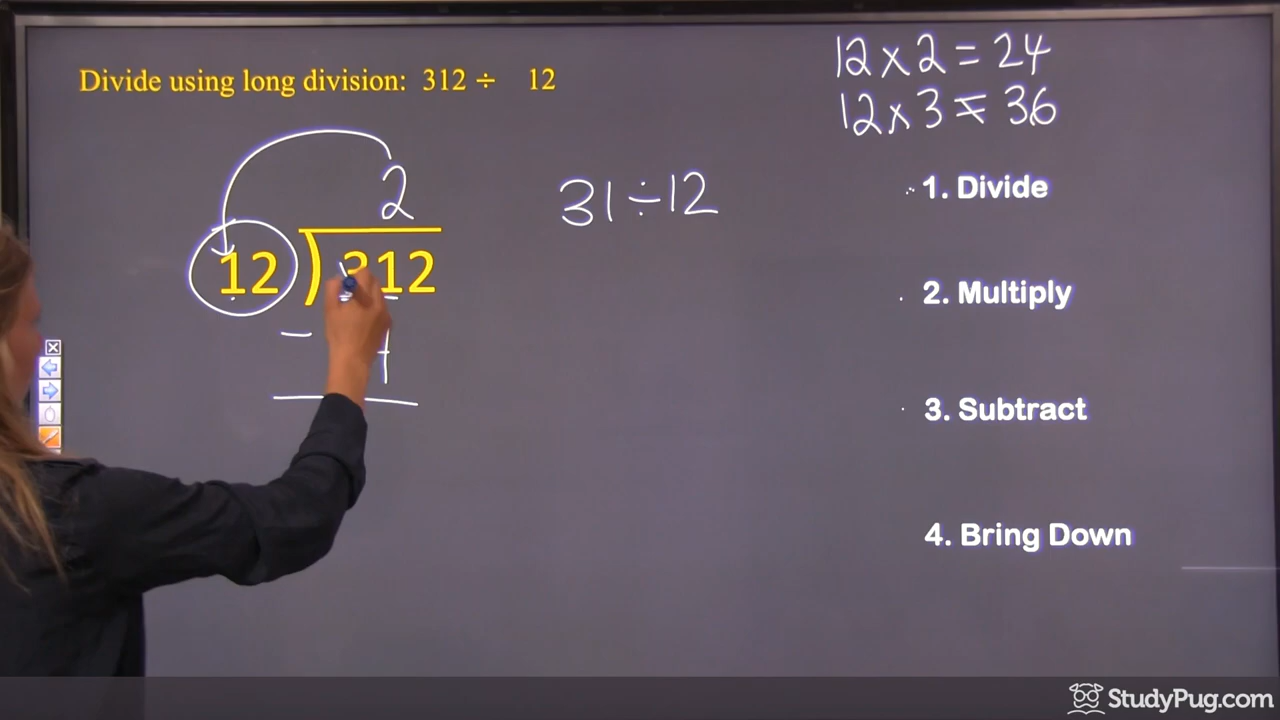 12 x 2 = 24
Divide using long division: 312 ÷ 12
12 x 3 = 36
1. Divide
2
31 ÷ 12
12 ) 312
2. Multiply
− 4
3. Subtract
4. Bring Down
StudyPug.com